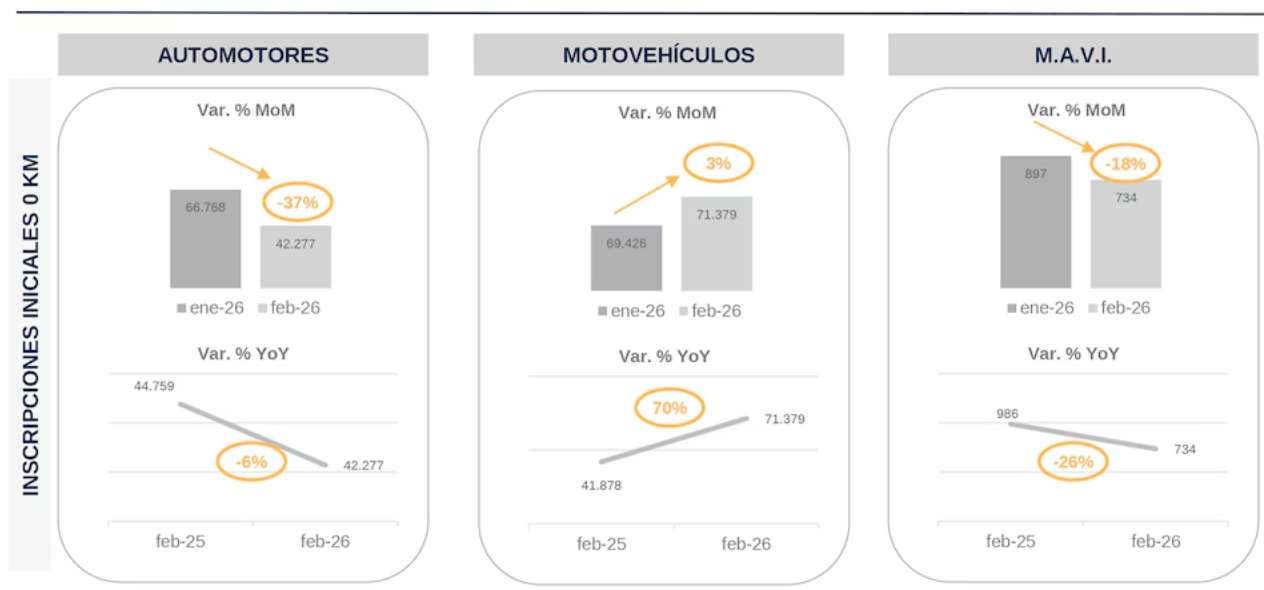 AUTOMOTORES
MOTOVEHÍCULOS
M.A.V.I.
INSCRIPCIONES INICIALES 0 KM
Var. % MoM
-37%
66.768
42.277
ene-26 feb-26
Var. % YoY
44.759
-6%
42.277
feb-25 feb-26
Var. % MoM
3%
71.379
69.426
ene-26 feb-26
Var. % YoY
70%
71.379
41.878
feb-25 feb-26
Var. % MoM
-18%
897
734
ene-26 feb-26
Var. % YoY
986
734
-26%
feb-25 feb-26